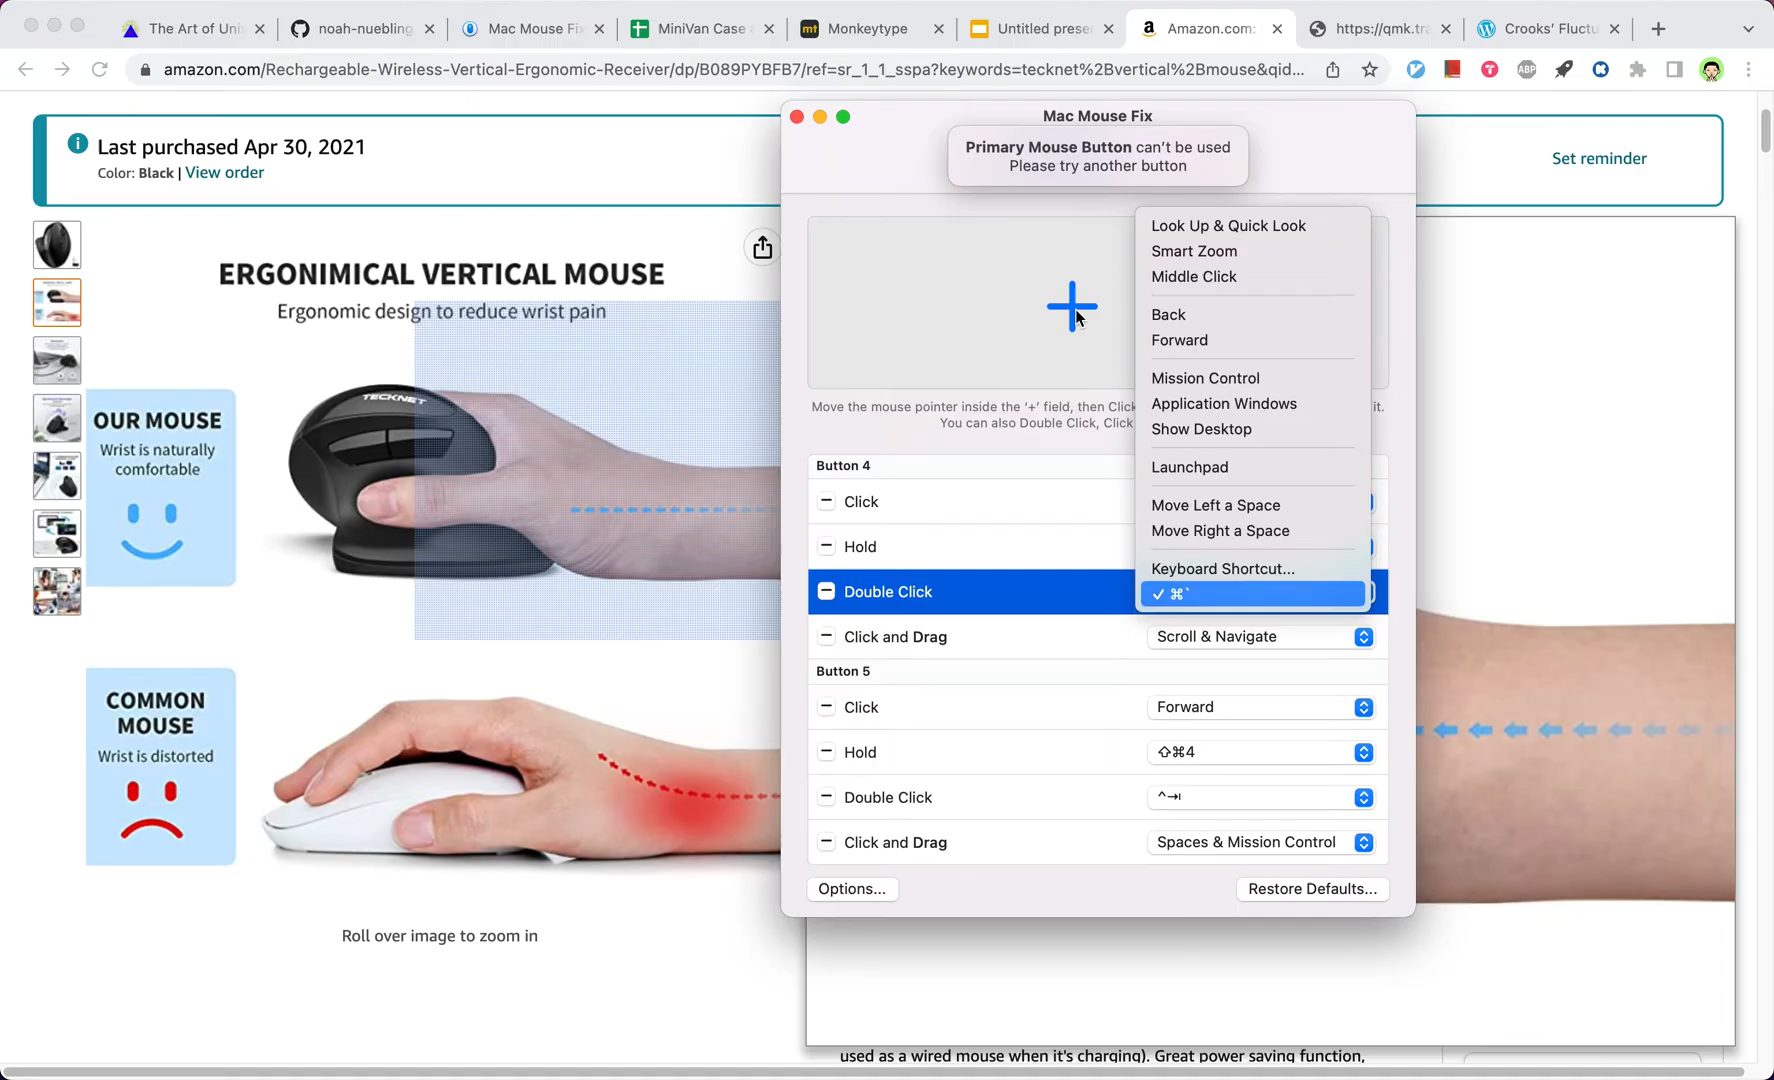 The Art of Uni
noah-nuebling
Mac Mouse Fi
MiniVan Case
Monkeytype
Untitled prese
Amazon.com:
https://qmk.tra
Crooks' Fluctu
amazon.com/Rechargeable-Wireless-Vertical-Ergonomic-Receiver/dp/B089PYBFB7/ref=sr_1_1_sspa?keywords=tecknet%2Bvertical%2Bmouse&qid...
ABP
Last purchased Apr 30, 2021
Color: Black | View order
Set reminder
ERGONIMICAL VERTICAL MOUSE
Ergonomic design to reduce wrist pain
TECKNET
OUR MOUSE
Wrist is naturally
comfortable
COMMON
MOUSE
Wrist is distorted
Roll over image to zoom in
Mac Mouse Fix
Primary Mouse Button can't be used
Please try another button
Move the mouse pointer inside the '+' field, then Click
it.
You can also Double Click, Click
Look Up & Quick Look
Smart Zoom
Middle Click
Back
Forward
Mission Control
Application Windows
Show Desktop
Launchpad
Move Left a Space
Move Right a Space
Keyboard Shortcut...
✓ ⌘`
Button 4
Click
Hold
Double Click
Click and Drag Scroll & Navigate
Button 5
Click Forward
Hold ⇧⌘4
Double Click ^⇥
Click and Drag Spaces & Mission Control
Options... Restore Defaults...
used as a wired mouse when it's charging). Great power saving function,